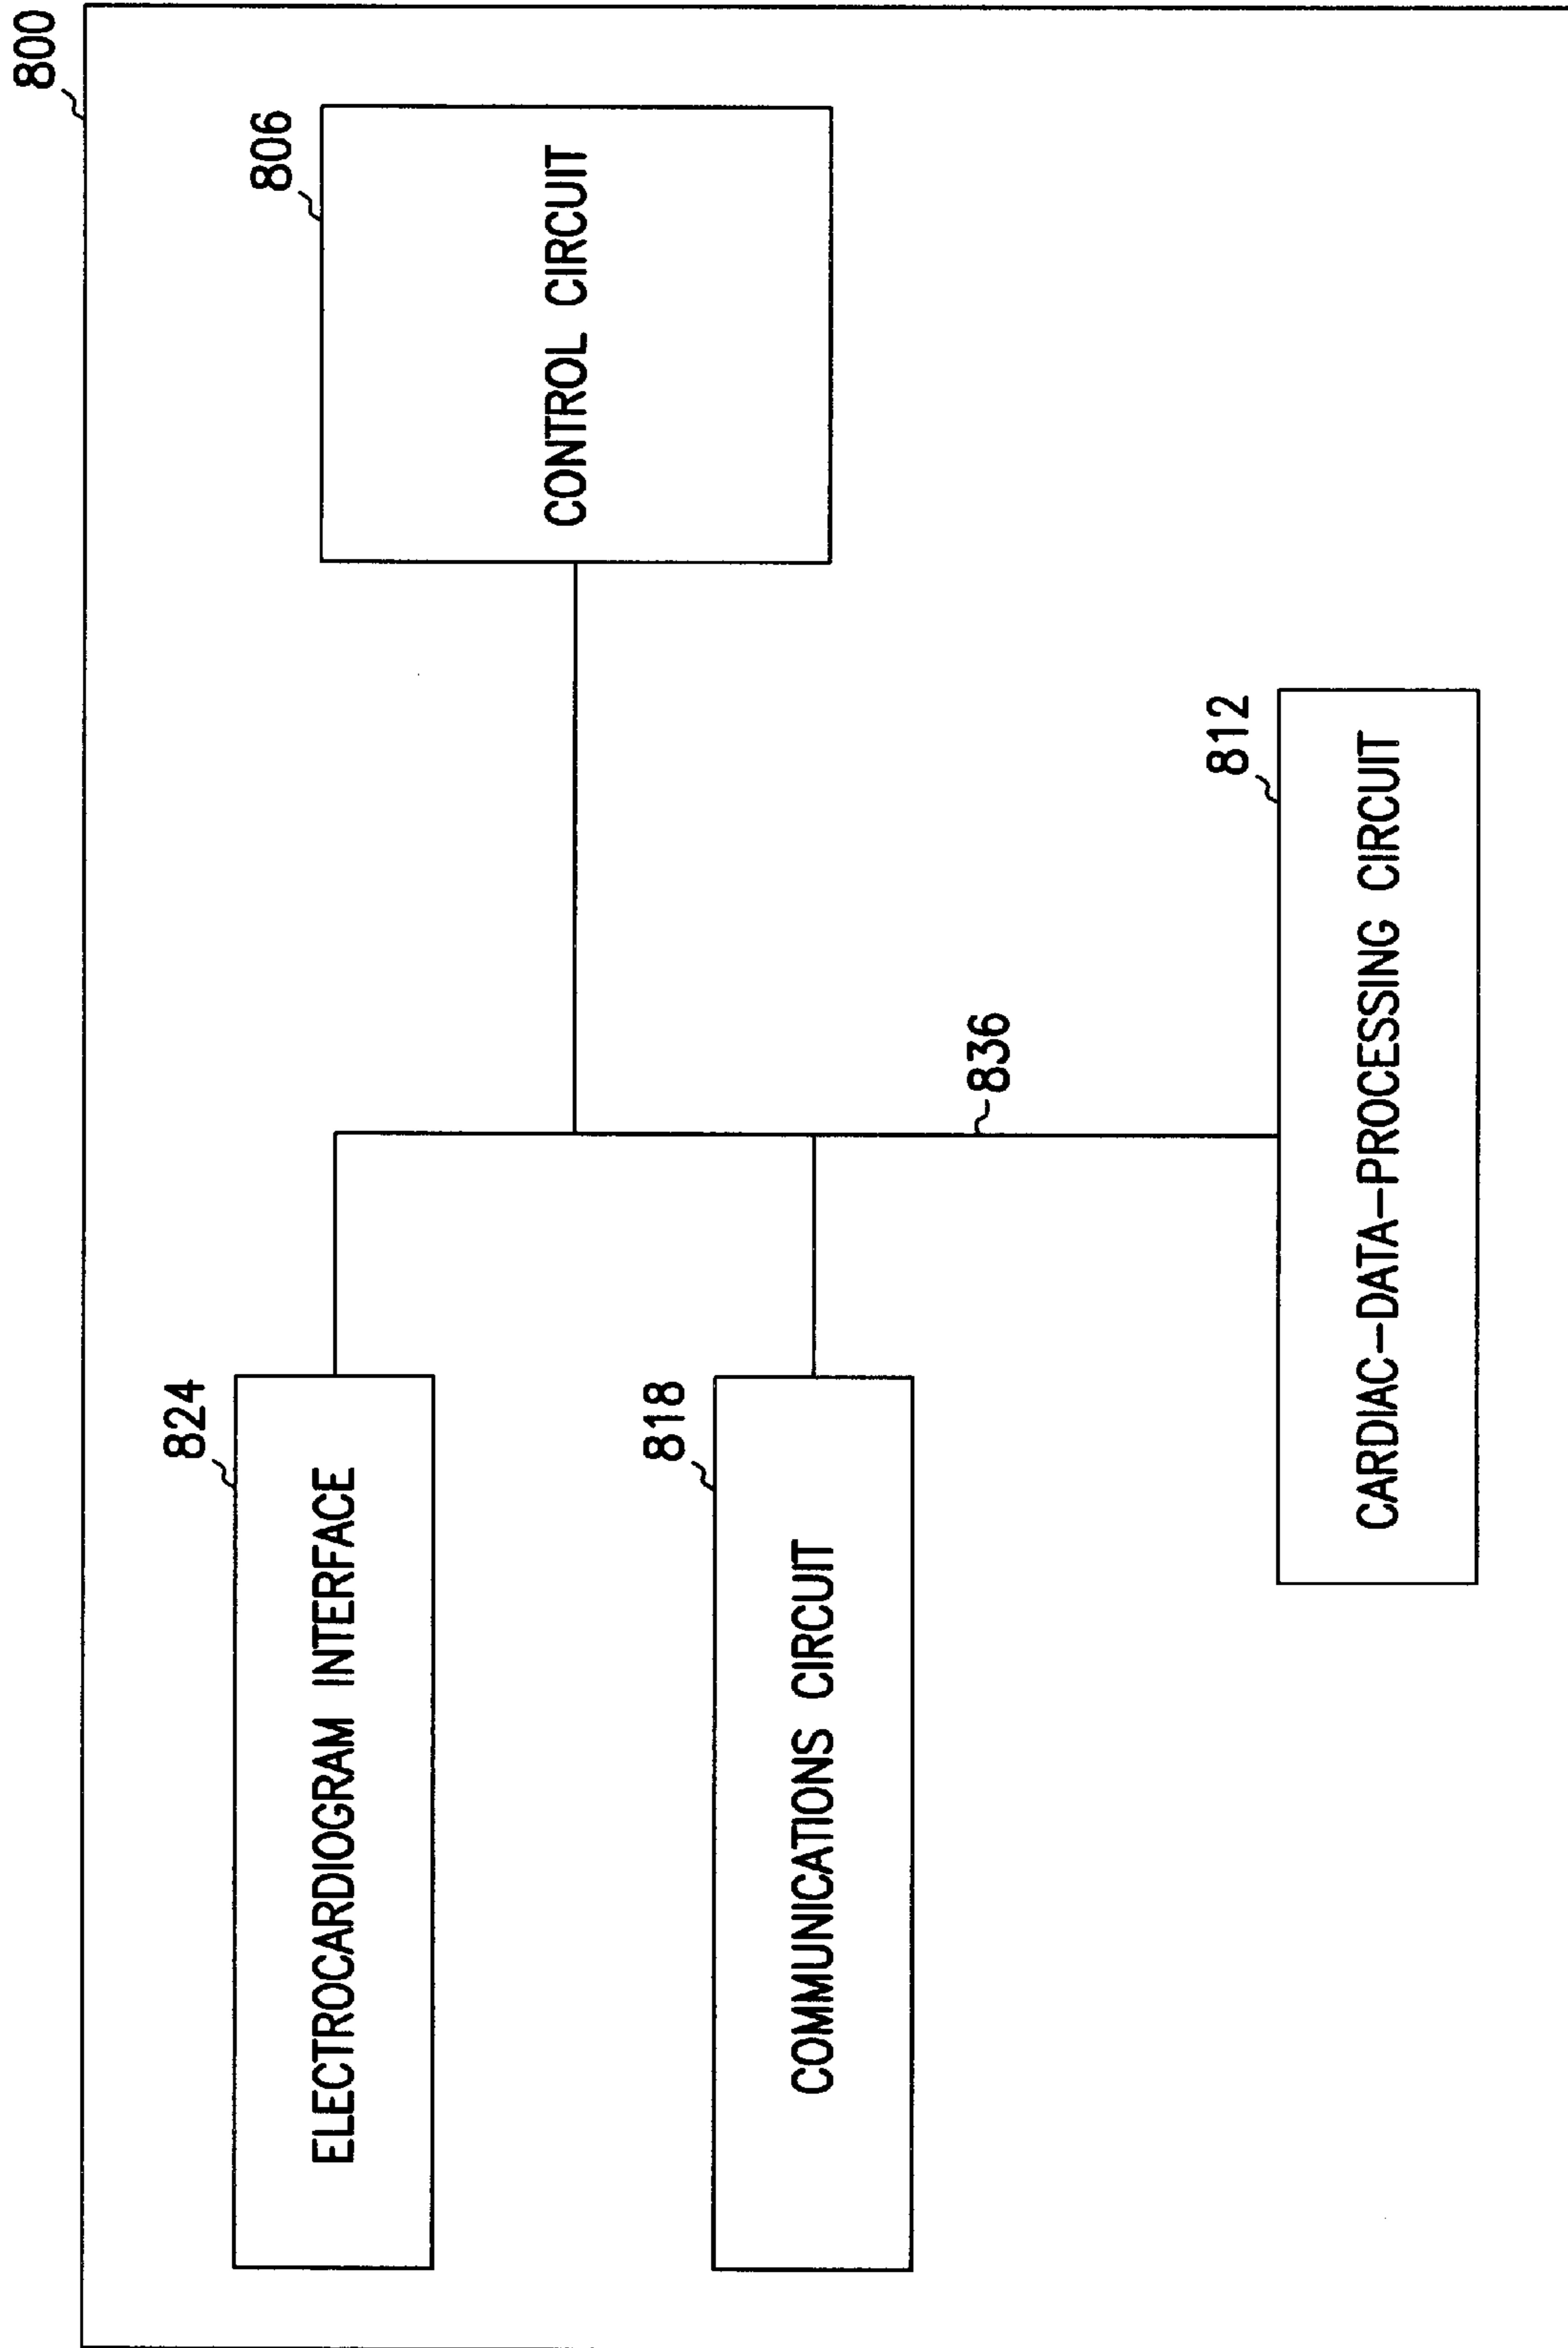 800
806
CONTROL CIRCUIT
824
ELECTROCARDIOGRAM INTERFACE
818
COMMUNICATIONS CIRCUIT
836
812
CARDIAC-DATA-PROCESSING CIRCUIT